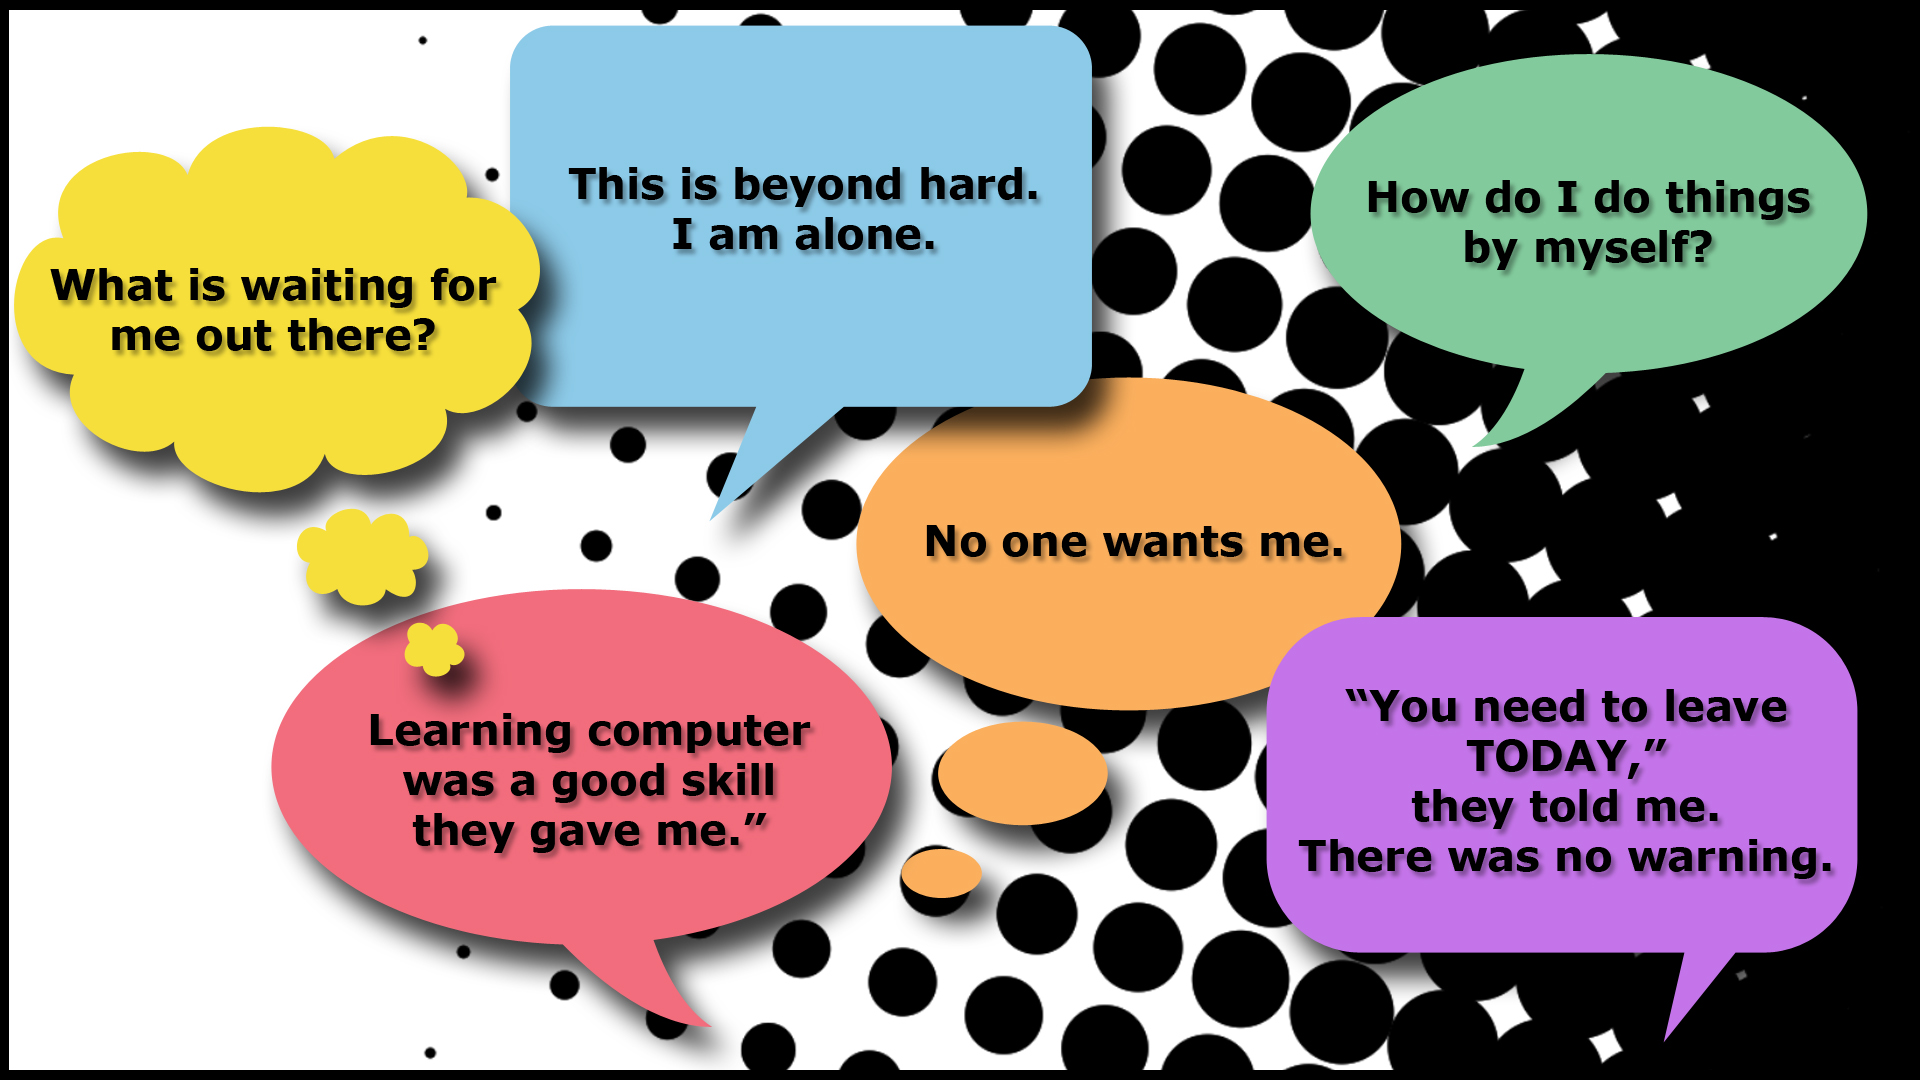 This is beyond hard.
I am alone.
How do I do things
by myself?
What is waiting for
me out there?
No one wants me.
Learning computer
was a good skill
they gave me.”
“You need to leave
TODAY,”
they told me.
There was no warning.